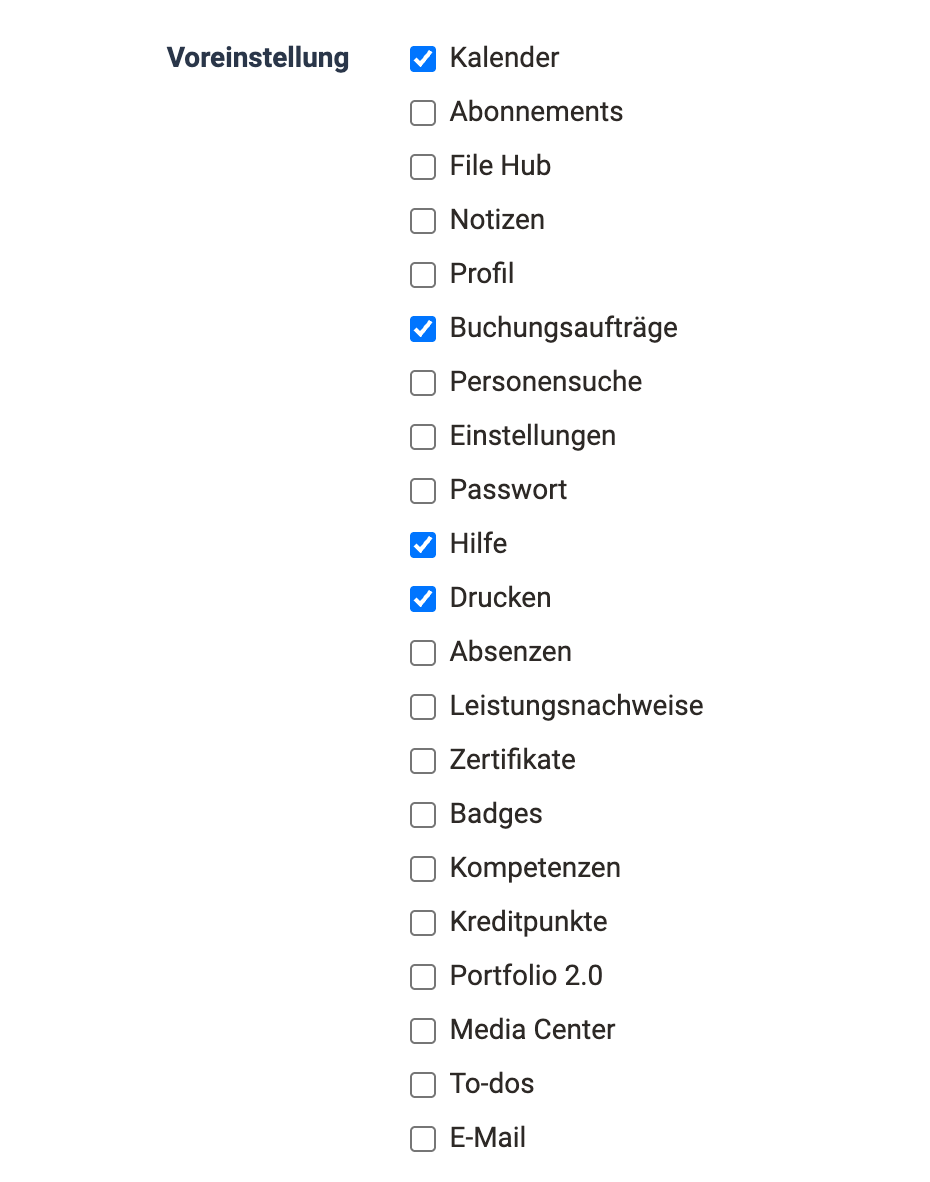 Voreinstellung
Kalender
Abonnements
File Hub
Notizen
Profil
Buchungsaufträge
Personensuche
Einstellungen
Passwort
Hilfe
Drucken
Absenzen
Leistungsnachweise
Zertifikate
Badges
Kompetenzen
Kreditpunkte
Portfolio 2.0
Media Center
To-dos
E-Mail